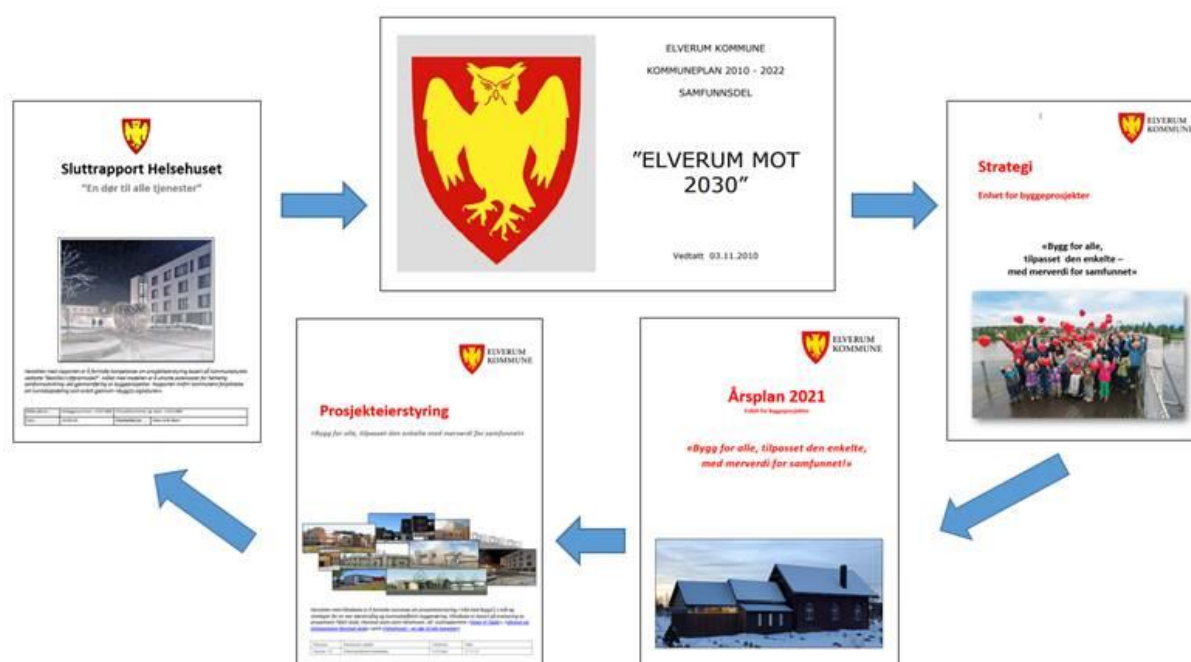 ELVERUM KOMMUNE
KOMMUNEPLAN 2010 - 2022
SAMFUNNSDEL
"ELVERUM MOT
2030"
Vedtatt 03.11.2010
Sluttrapport Helsehuset
"En dør til alle tjenester"
ELVERUM
KOMMUNE
Strategi
Enhet for byggeprosjekter
«Bygg for alle,
tilpasset den enkelte –
med merverdi for samfunnet»
ELVERUM
KOMMUNE
Prosjekteierstyring
«Bygg for alle, tilpasset den enkelte med merverdi for samfunnet»
ELVERUM
KOMMUNE
Årsplan 2021
Enhet for byggeprosjekter
«Bygg for alle, tilpasset den enkelte,
med merverdi for samfunnet!»